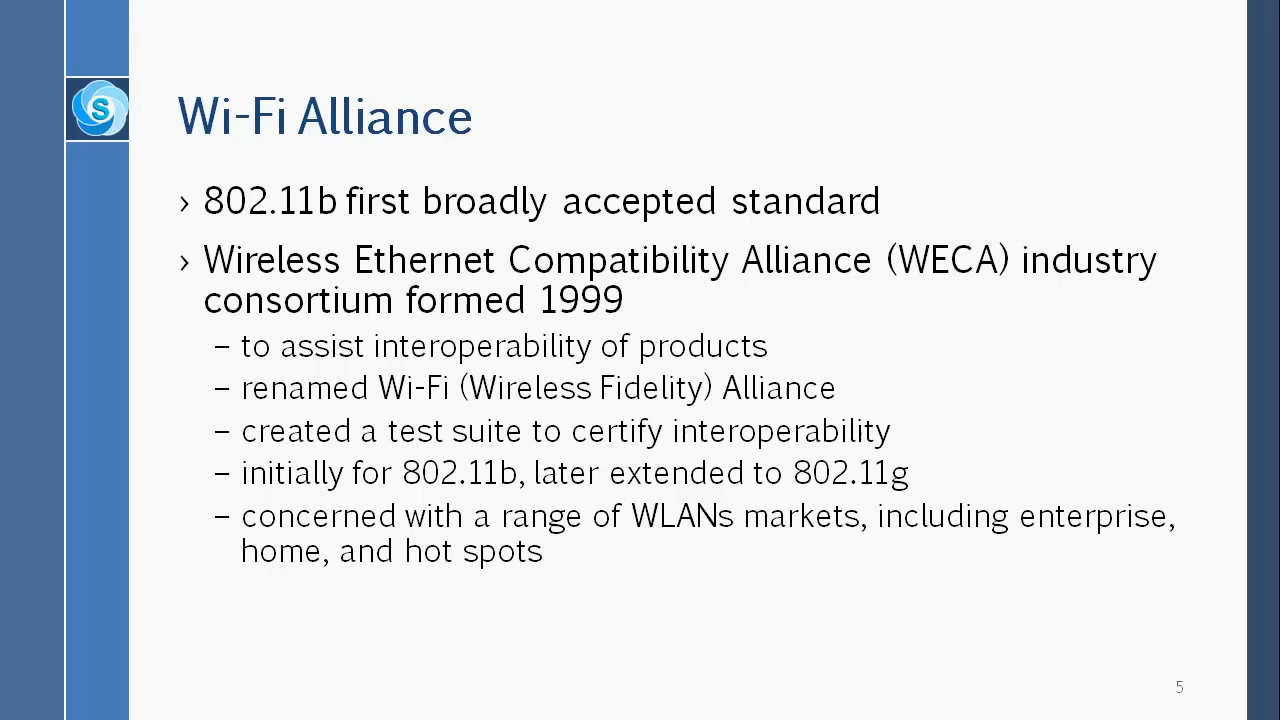 S
Wi-Fi Alliance
› 802.11b first broadly accepted standard
› Wireless Ethernet Compatibility Alliance (WECA) industry
consortium formed 1999
– to assist interoperability of products
– renamed Wi-Fi (Wireless Fidelity) Alliance
– created a test suite to certify interoperability
– initially for 802.11b, later extended to 802.11g
– concerned with a range of WLANs markets, including enterprise,
home, and hot spots
5